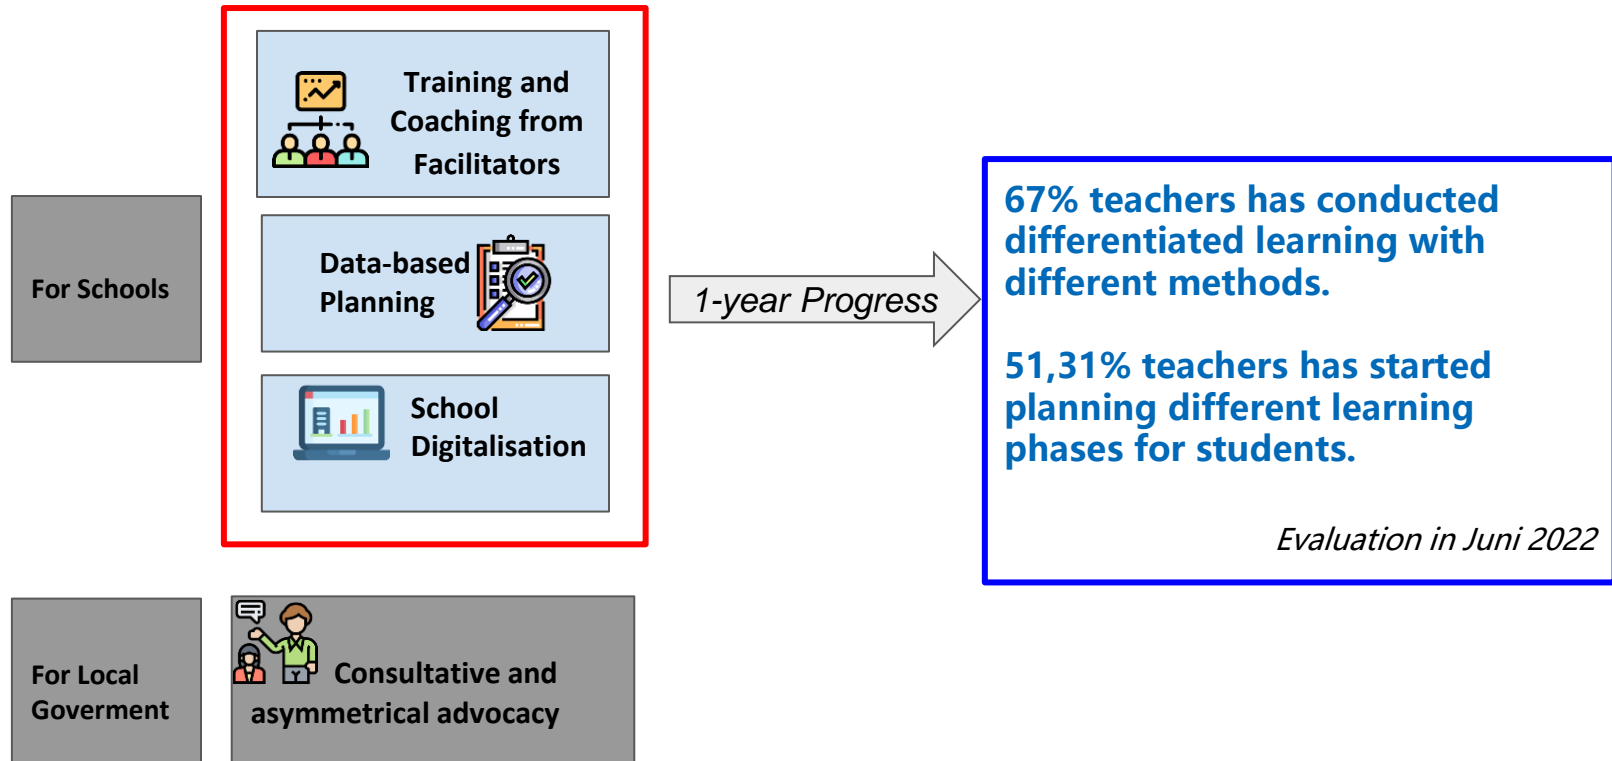 For Schools
Training and
Coaching from
Facilitators
Data-based
Planning
School
Digitalisation
1-year Progress
67% teachers has conducted
differentiated learning with
different methods.
51,31% teachers has started
planning different learning
phases for students.
Evaluation in Juni 2022
For Local
Goverment
Consultative and
asymmetrical advocacy